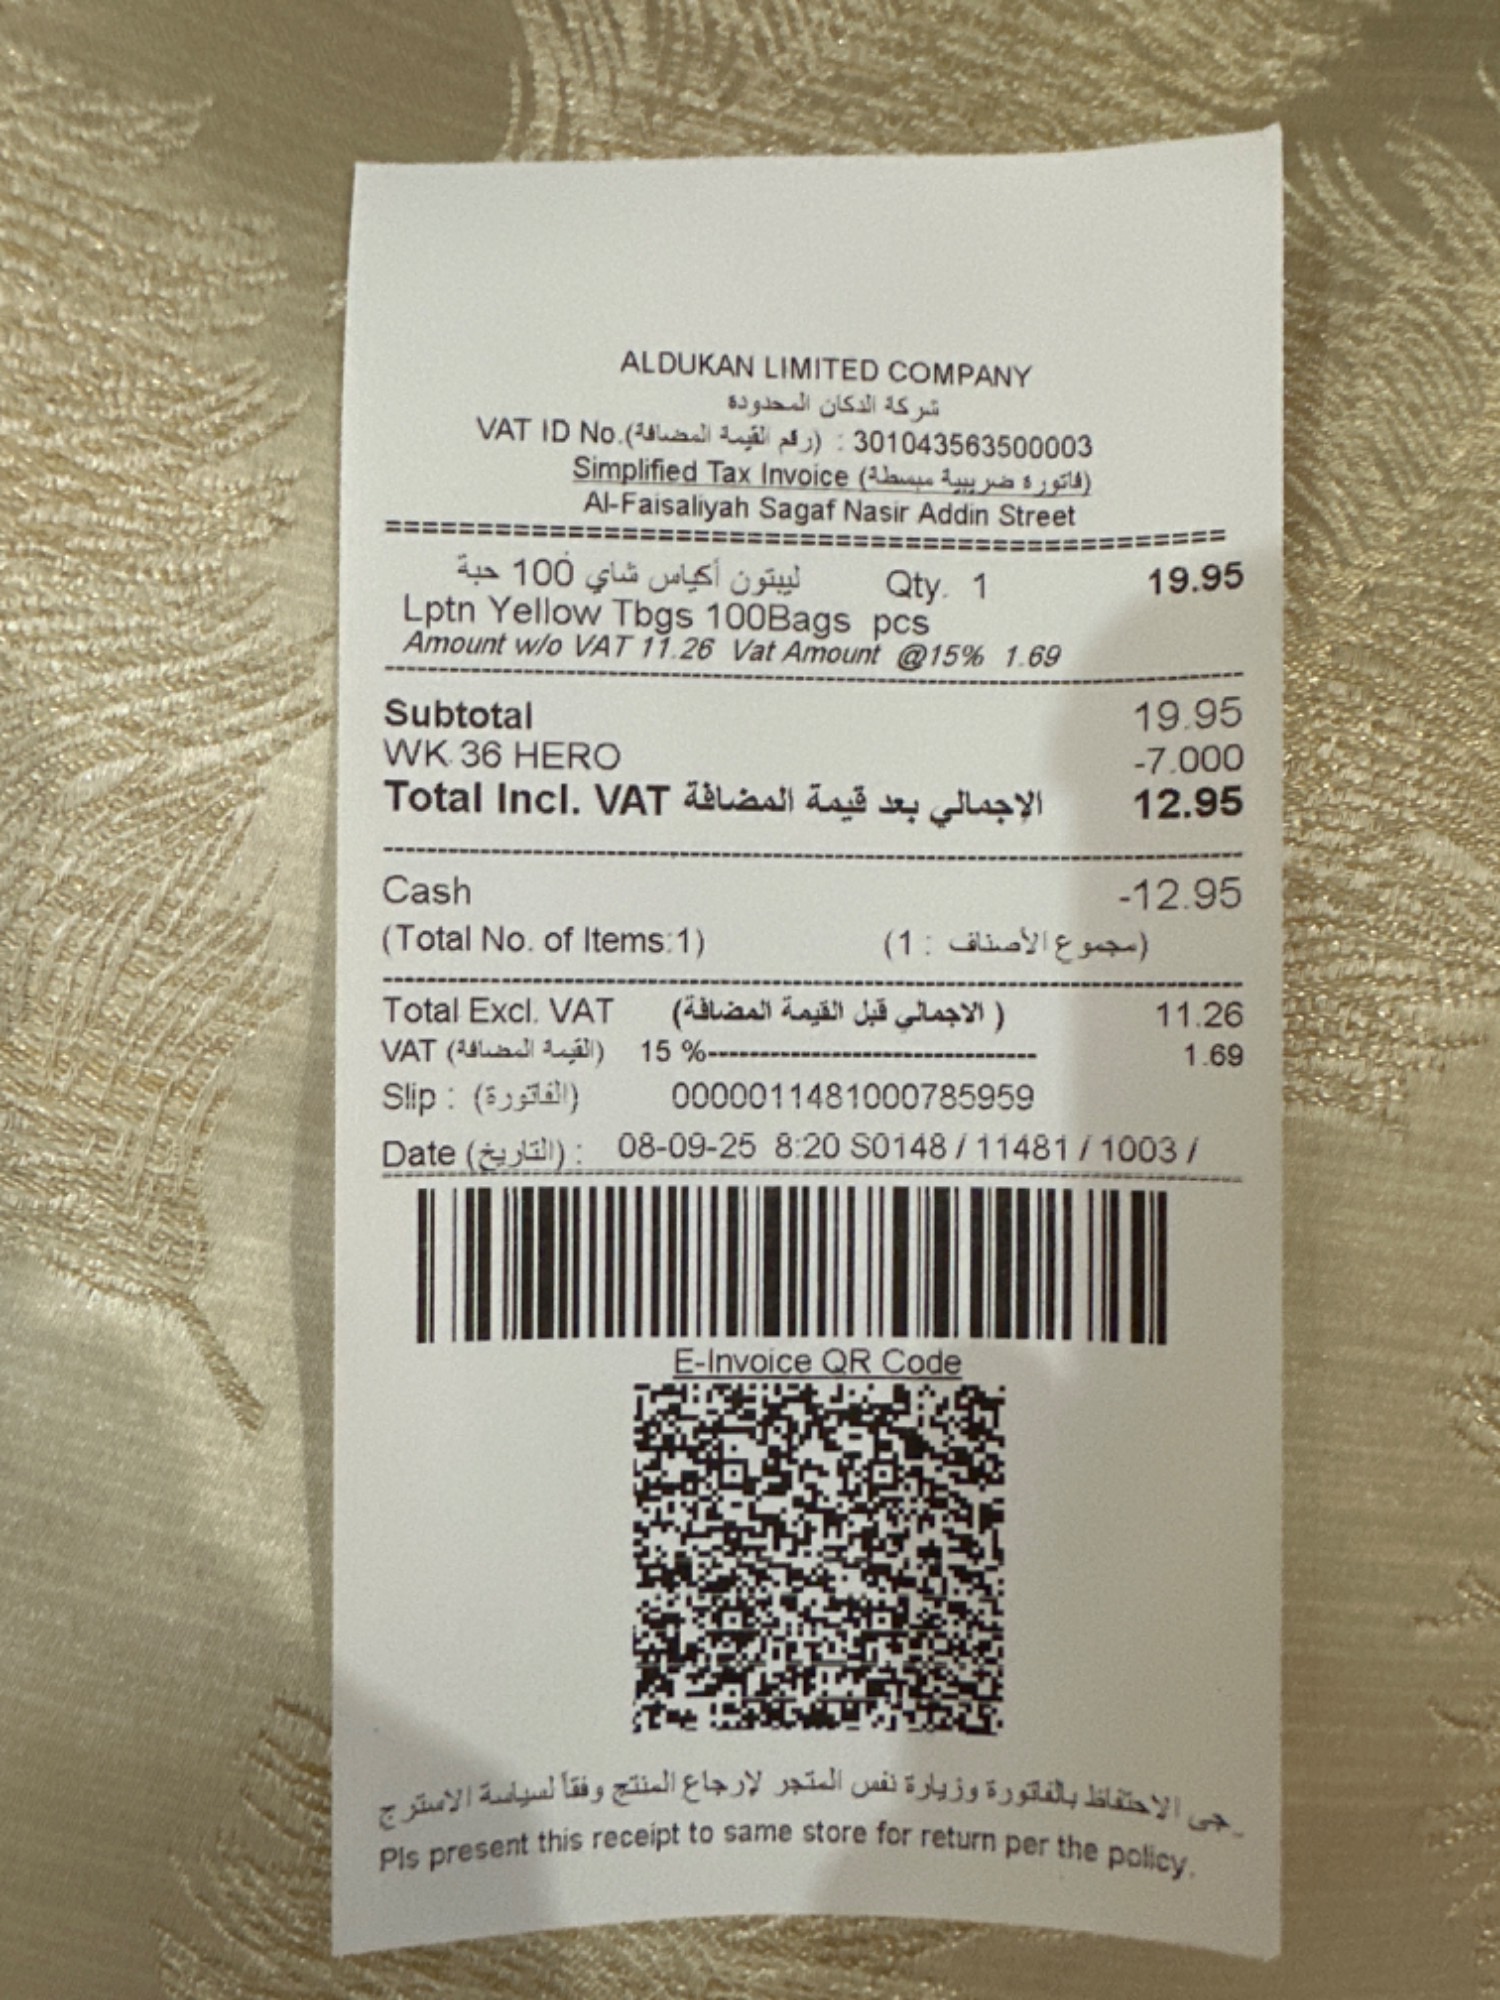 ALDUKAN LIMITED COMPANY
شركة الدكان المحدودة
VAT ID No.(رقم القيمة المضافة) : 301043563500003
Simplified Tax Invoice (فاتورة ضريبية مبسطة)
Al-Faisaliyah Sagaf Nasir Addin Street
================================================
ليبتون أكياس شاي 100 حبة Qty. 1 19.95
Lptn Yellow Tbgs 100Bags pcs
Amount w/o VAT 11.26 Vat Amount @15% 1.69
Subtotal 19.95
WK 36 HERO -7.000
Total Incl. VAT الاجمالي بعد قيمة المضافة 12.95
Cash -12.95
(Total No. of Items:1) (مجموع الأصناف : 1)
Total Excl. VAT (الاجمالي قبل القيمة المضافة ) 11.26
VAT (القيمة المضافة) 15 %-------------------------------- 1.69
Slip : (الفاتورة) 0000011481000785959
Date (التاريخ) : 08-09-25 8:20 S0148 / 11481 / 1003 /
E-Invoice QR Code
جى الاحتفاظ بالفاتورة وزيارة نفس المتجر لإرجاع المنتج وفقاً لسياسة الاسترج
Pls present this receipt to same store for return per the policy.